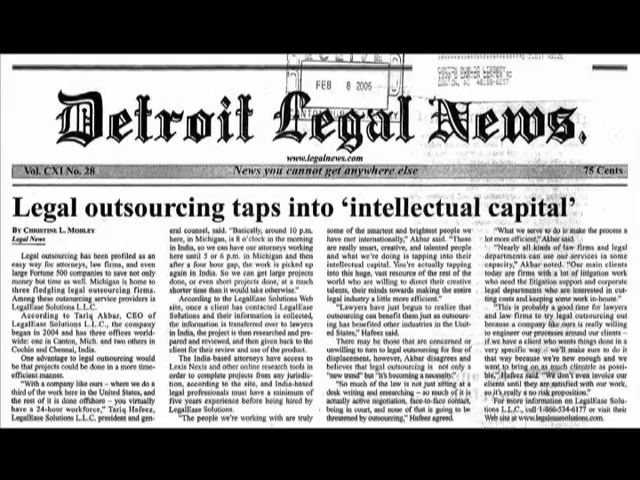 FEB 8 2006
Detroit Legal News.
www.legalnews.com
Vol. CXI No. 28
News you cannot get anywhere else
75 Cents
Legal outsourcing taps into ‘intellectual capital’
BY CHRISTINE L. MOBLEY
Legal News
Legal outsourcing has been profiled as an
easy way for attorneys, law firms, and even
large Fortune 500 companies to save not only
money but time as well. Michigan is home to
three fledgling legal outsourcing firms.
Among these outsourcing service providers is
LegalEase Solutions L.L.C.
According to Tariq Akbar, CEO of
LegalEase Solutions L.L.C., the company
began in 2004 and has three offices world-
wide: one in Canton, Mich. and two others in
Cochin and Chennai, India.
One advantage to legal outsourcing would
be that projects could be done in a more time-
efficient manner.
"With a company like ours – where we do a
third of the work here in the United States, and
the rest of it is done offshore – you virtually
have a 24-hour workforce," Tariq Hafeez,
LegalEase Solutions L.L.C. president and gen-
eral counsel, said. "Basically, around 10 p.m.
here, in Michigan, is 8 o'clock in the morning
so we can have our attorneys working
here until 5 or 6 p.m. in Michigan and then
after a four hour gap, the work is picked up
again in India. So we can get large projects
done, or even short projects done, at a much
shorter time than it would take otherwise."
According to the LegalEase Solutions Web
site, once a client has contacted LegalEase
Solutions and their information is collected,
the information is transferred over to lawyers
in India, the project is then researched and pre-
pared and reviewed, and then given back to the
client for their review and use of the product.
The India-based attorneys have access to
Lexis Nexis and other online research tools in
order to complete projects from any jurisdic-
tion, according to the site, and India-based
legal professionals must have a minimum of
five years experience before being hired by
LegalEase Solutions.
"The people we're working with are truly
some of the smartest and brightest people we
have met internationally," Akbar said. "These
are really smart, creative, and talented people
and what we're doing is tapping into their
intellectual capital. You're actually tapping
into this huge, vast resource of the rest of the
world who are willing to direct their creative
talents, their minds towards making the entire
legal industry a little more efficient."
"Lawyers have just begun to realize that
outsourcing can benefit them just as outsourc-
ing has benefited other industries in the Unit-
ed States," Hafeez said.
There may be those that are concerned or
unwilling to turn to legal outsourcing for fear of
displacement, however, Akbar disagrees and
believes that legal outsourcing is not only a
"new trend" but "it's becoming a necessity."
"So much of the law is not just sitting at a
desk writing and researching – so much of it is
actually active negotiation, face-to-face contact,
being in court, and none of that is going to be
threatened by outsourcing," Hafeez agreed.
"What we serve to do is make the process a
lot more efficient," Akbar said.
"Nearly all kinds of law firms and legal
departments can use our services in some
capacity," Akbar noted. "Our main clients
today are firms with a lot of litigation work
who need the litigation support and corporate
legal departments who are interested in cut-
ting costs and keeping some work in-house."
"This is probably a good time for lawyers
and law firms to try legal outsourcing out
because a company like ours is really willing
to engineer our processes around our clients –
if we have a client who wants things done in a
very specific way – we'll make sure to do it
that way because we're new enough and we
want to bring on as much clientele as possi-
ble," Hafeez said. "We don't even invoice our
clients until they are satisfied with our work,
so it's really a no risk proposition."
For more information on LegalEase Solu-
tions L.L.C., call 1-866-534-6177 or visit their
Web site at www.legaleasesolutions.com.